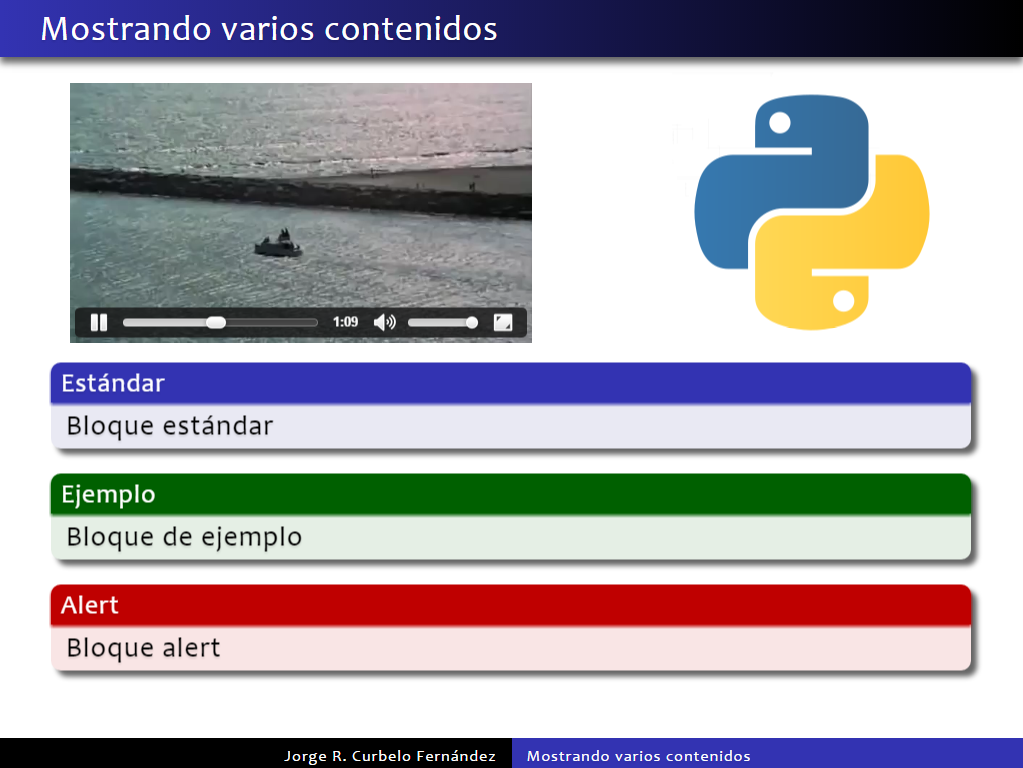 Mostrando varios contenidos
1:09
Estándar
Bloque estándar
Ejemplo
Bloque de ejemplo
Alert
Bloque alert
Jorge R. Curbelo Fernández
Mostrando varios contenidos